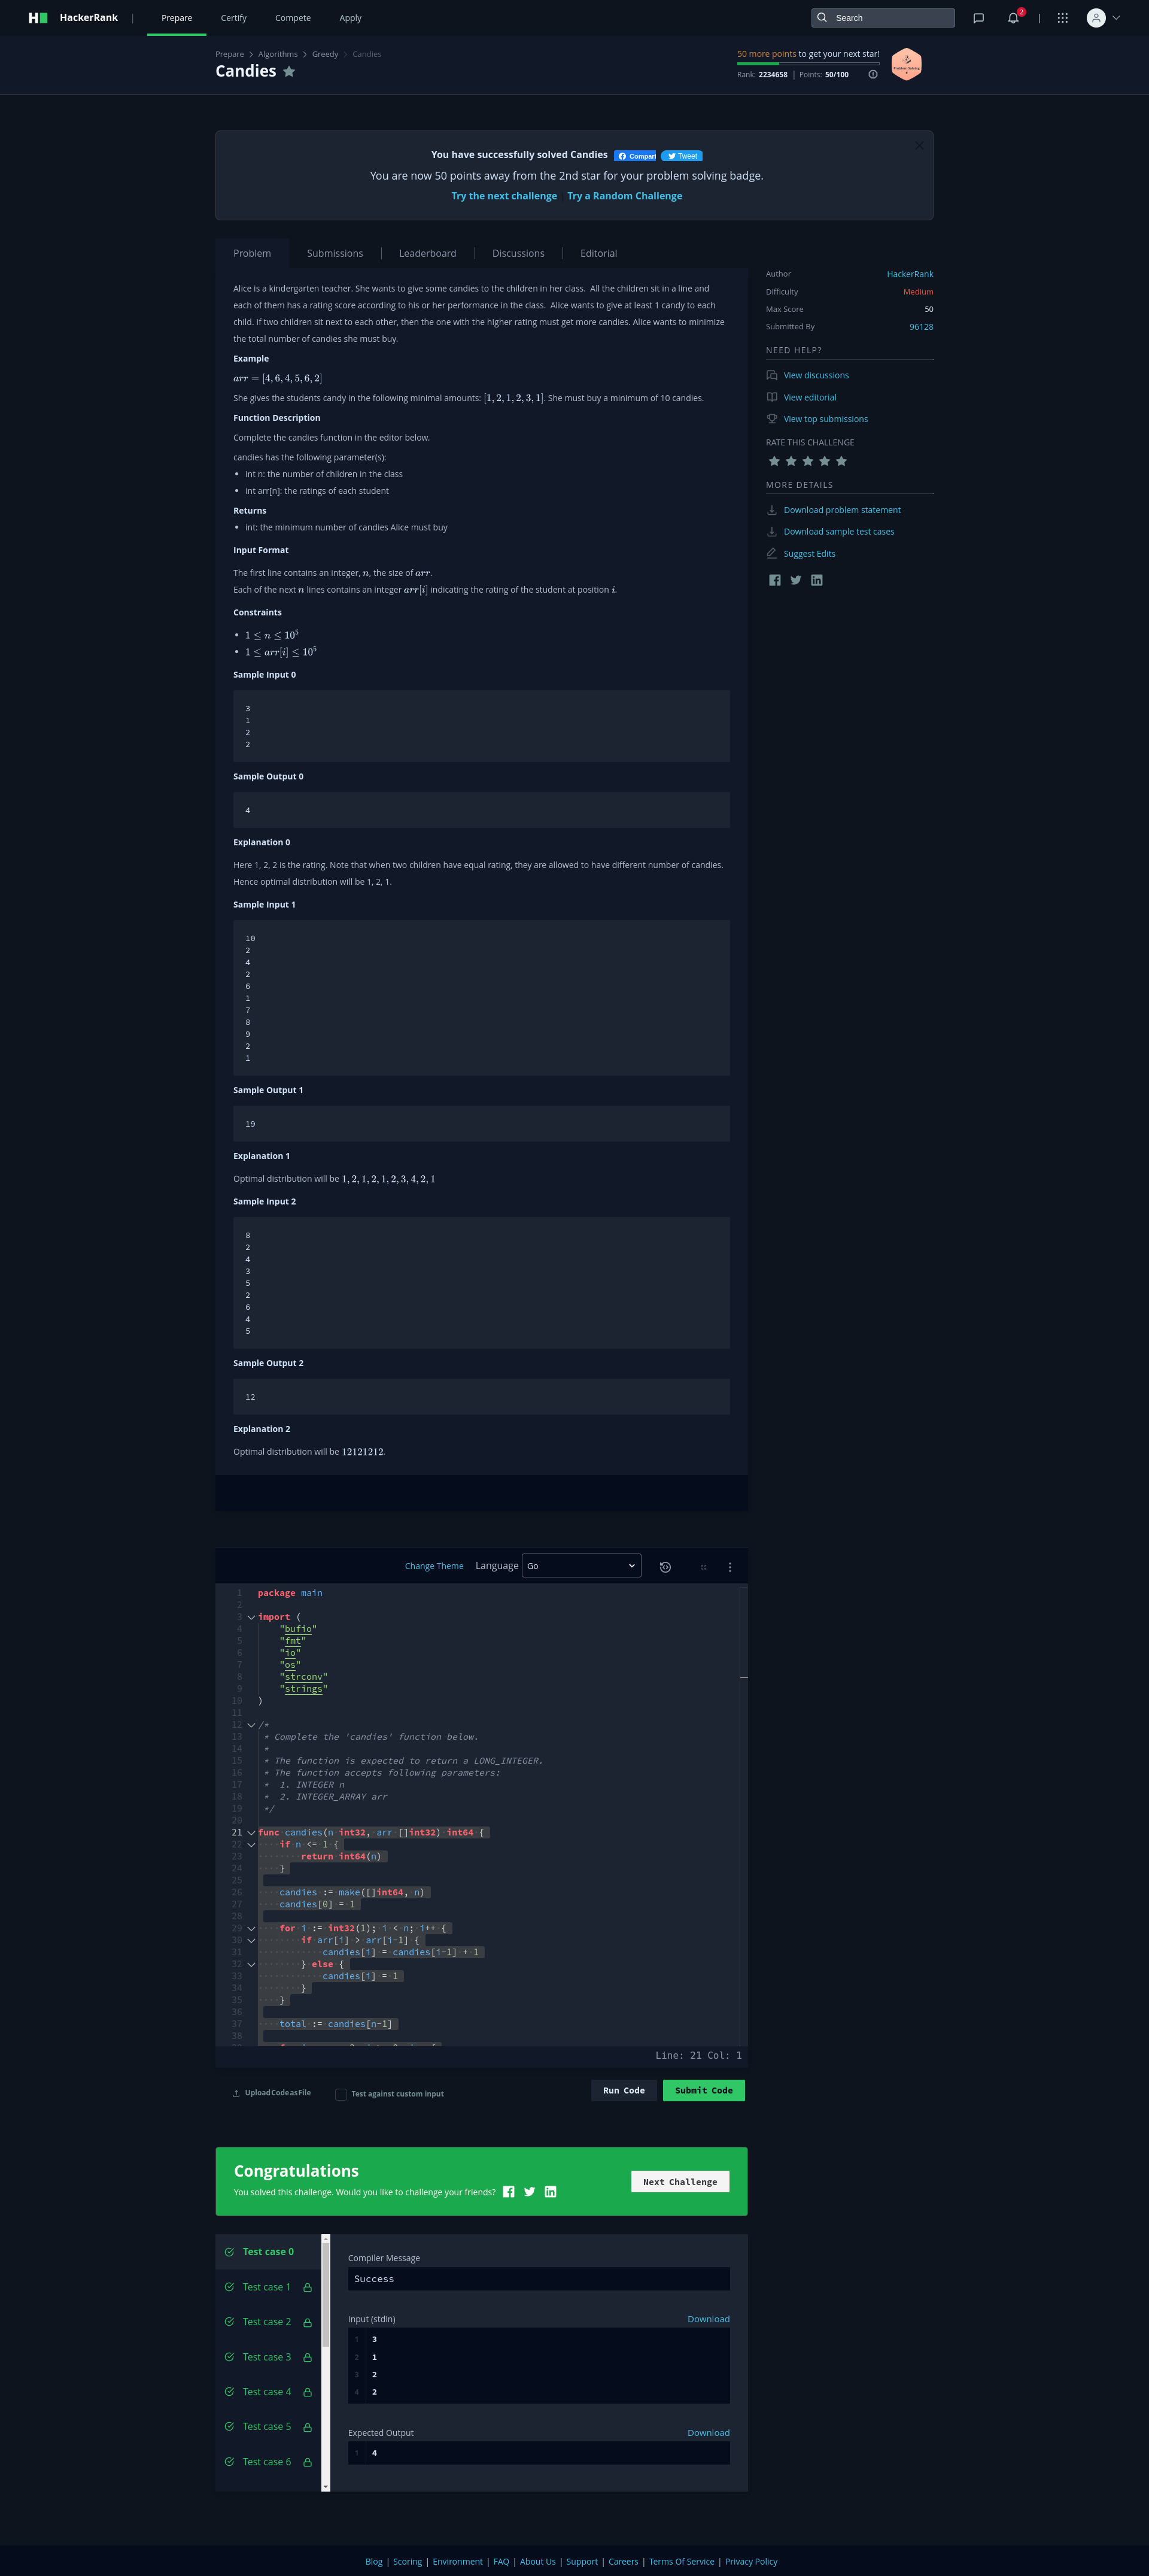 HackerRank
Prepare
Certify
Compete
Apply
Search
2
Prepare > Algorithms > Greedy > Candies
Candies
50 more points to get your next star!
Rank: 2234658 | Points: 50/100
Problem Solving
You have successfully solved Candies Compart Tweet
You are now 50 points away from the 2nd star for your problem solving badge.
Try the next challenge Try a Random Challenge
Problem
Submissions
Leaderboard
Discussions
Editorial
Alice is a kindergarten teacher. She wants to give some candies to the children in her class.  All the children sit in a line and
each of them has a rating score according to his or her performance in the class.  Alice wants to give at least 1 candy to each
child. If two children sit next to each other, then the one with the higher rating must get more candies. Alice wants to minimize
the total number of candies she must buy.
Example
arr = [4, 6, 4, 5, 6, 2]
She gives the students candy in the following minimal amounts: [1, 2, 1, 2, 3, 1]. She must buy a minimum of 10 candies.
Function Description
Complete the candies function in the editor below.
candies has the following parameter(s):
• int n: the number of children in the class
• int arr[n]: the ratings of each student
Returns
• int: the minimum number of candies Alice must buy
Input Format
The first line contains an integer, n, the size of arr.
Each of the next n lines contains an integer arr[i] indicating the rating of the student at position i.
Constraints
• 1 ≤ n ≤ 10⁵
• 1 ≤ arr[i] ≤ 10⁵
Sample Input 0
3
1
2
2
Sample Output 0
4
Explanation 0
Here 1, 2, 2 is the rating. Note that when two children have equal rating, they are allowed to have different number of candies.
Hence optimal distribution will be 1, 2, 1.
Sample Input 1
10
2
4
2
6
1
7
8
9
2
1
Sample Output 1
19
Explanation 1
Optimal distribution will be 1, 2, 1, 2, 1, 2, 3, 4, 2, 1
Sample Input 2
8
2
4
3
5
2
6
4
5
Sample Output 2
12
Explanation 2
Optimal distribution will be 12121212.
Author HackerRank
Difficulty Medium
Max Score 50
Submitted By 96128
NEED HELP?
View discussions
View editorial
View top submissions
RATE THIS CHALLENGE
MORE DETAILS
Download problem statement
Download sample test cases
Suggest Edits
Change Theme Language Go
1 package main
2
3 import (
4     "bufio"
5     "fmt"
6     "io"
7     "os"
8     "strconv"
9     "strings"
10 )
11
12 /*
13  * Complete the 'candies' function below.
14  *
15  * The function is expected to return a LONG_INTEGER.
16  * The function accepts following parameters:
17  *  1. INTEGER n
18  *  2. INTEGER_ARRAY arr
19  */
20
21 func candies(n int32, arr []int32) int64 {
22     if n <= 1 {
23         return int64(n)
24     }
25
26     candies := make([]int64, n)
27     candies[0] = 1
28
29     for i := int32(1); i < n; i++ {
30         if arr[i] > arr[i-1] {
31             candies[i] = candies[i-1] + 1
32         } else {
33             candies[i] = 1
34         }
35     }
36
37     total := candies[n-1]
38
Line: 21 Col: 1
Upload Code as File
Test against custom input
Run Code
Submit Code
Congratulations
You solved this challenge. Would you like to challenge your friends?
Next Challenge
Test case 0
Test case 1
Test case 2
Test case 3
Test case 4
Test case 5
Test case 6
Compiler Message
Success
Input (stdin) Download
1 3
2 1
3 2
4 2
Expected Output Download
1 4
Blog | Scoring | Environment | FAQ | About Us | Support | Careers | Terms Of Service | Privacy Policy